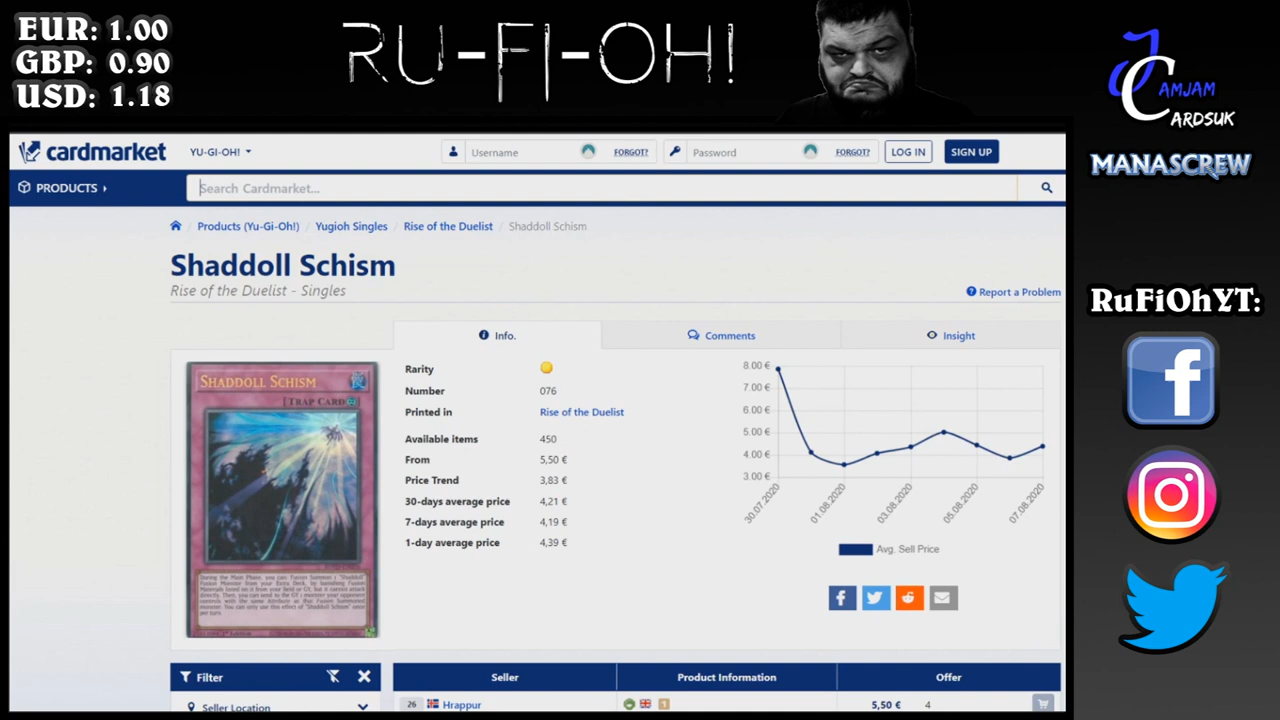 EUR: 1.00
GBP: 0.90
USD: 1.18
RU-FI-OH!
JAMJAM
CARDSUK
MANASCREW
RuFiOhYT:
cardmarket
YU-GI-OH!
Username
FORGOT?
Password
FORGOT?
LOG IN
SIGN UP
PRODUCTS
Search Cardmarket...
Products (Yu-Gi-Oh!) / Yugioh Singles / Rise of the Duelist / Shaddoll Schism
Shaddoll Schism
Rise of the Duelist - Singles
Report a Problem
Info.
Comments
Insight
SHADDOLL SCHISM
[TRAP CARD
Rarity
Number 076
Printed in Rise of the Duelist
Available items 450
From 5,50 €
Price Trend 3,83 €
30-days average price 4,21 €
7-days average price 4,19 €
1-day average price 4,39 €
8.00 €
7.00 €
6.00 €
5.00 €
4.00 €
3.00 €
30.07.2020
01.08.2020
03.08.2020
05.08.2020
07.08.2020
Avg. Sell Price
Filter
Seller
Product Information
Offer
Seller Location
26 Hrappur 1 5,50 € 4